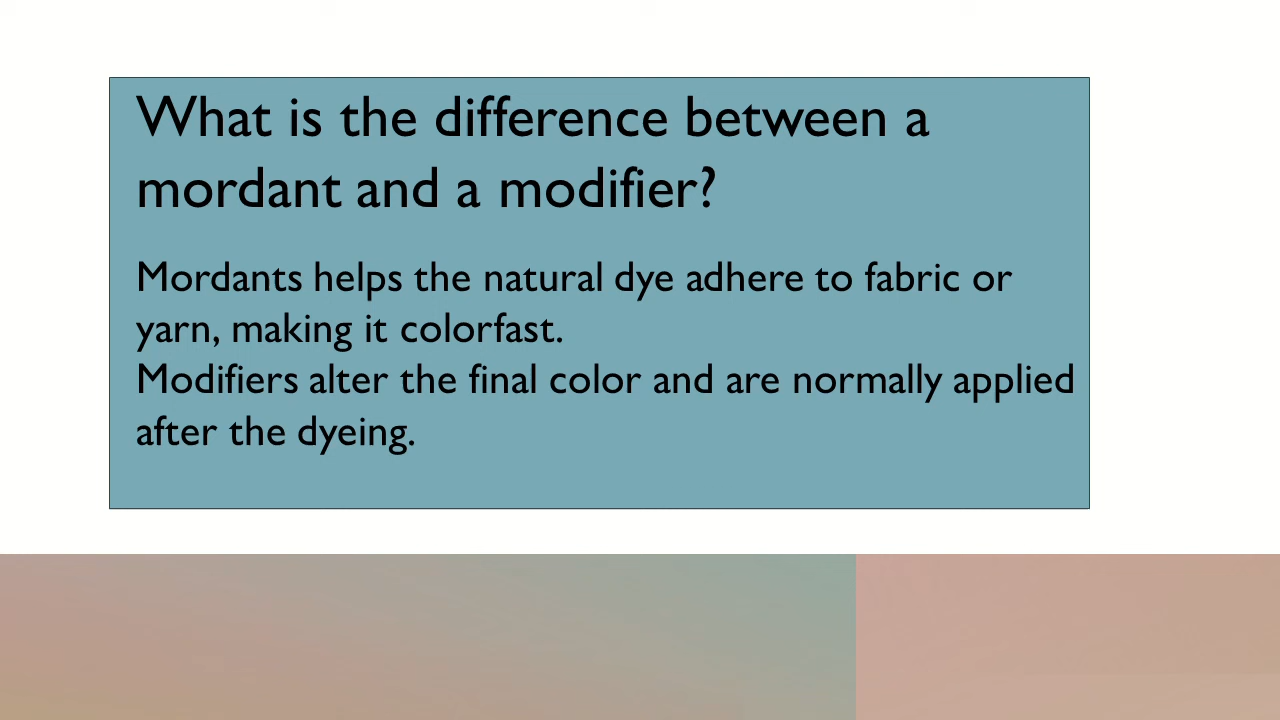 What is the difference between a
mordant and a modifier?
Mordants helps the natural dye adhere to fabric or
yarn, making it colorfast.
Modifiers alter the final color and are normally applied
after the dyeing.